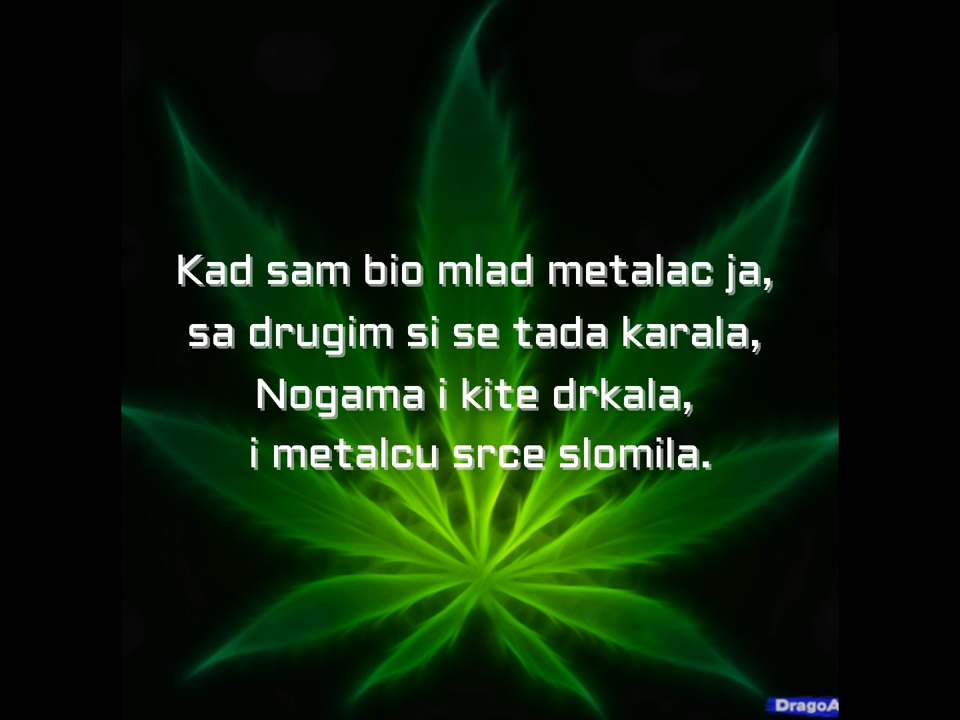 Kad sam bio mlad metalac ja,
sa drugim si se tada karala,
Nogama i kite drkala,
i metalcu srce slomila.
DragoA